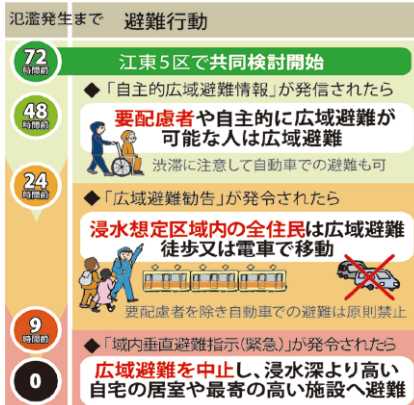 氾濫発生まで 避難行動
72時間前
江東5区で共同検討開始
◆「自主的広域避難情報」が発信されたら
48時間前
要配慮者や自主的に広域避難が
可能な人は広域避難
渋滞に注意して自動車での避難も可
24時間前
◆「広域避難勧告」が発令されたら
浸水想定区域内の全住民は広域避難
徒歩又は電車で移動
要配慮者を除き自動車での避難は原則禁止
9時間前
◆「域内垂直避難指示(緊急)」が発令されたら
0
広域避難を中止し、浸水深より高い
自宅の居室や最寄の高い施設へ避難